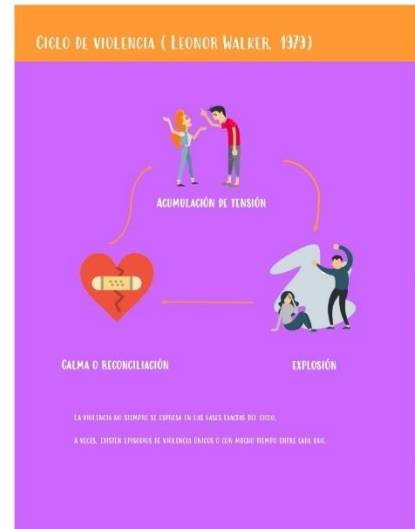 CICLO DE VIOLENCIA ( LEONOR WALKER, 1979)
ACUMULACIÓN DE TENSIÓN
CALMA O RECONCILIACIÓN
EXPLOSIÓN
LA VIOLENCIA NO SIEMPRE SE EXPRESA EN LAS FASES EXACTAS DEL CICLO,
A VECES, EXISTEN EPISODIOS DE VIOLENCIA ÚNICOS O CON MUCHO TIEMPO ENTRE CADA UNO.